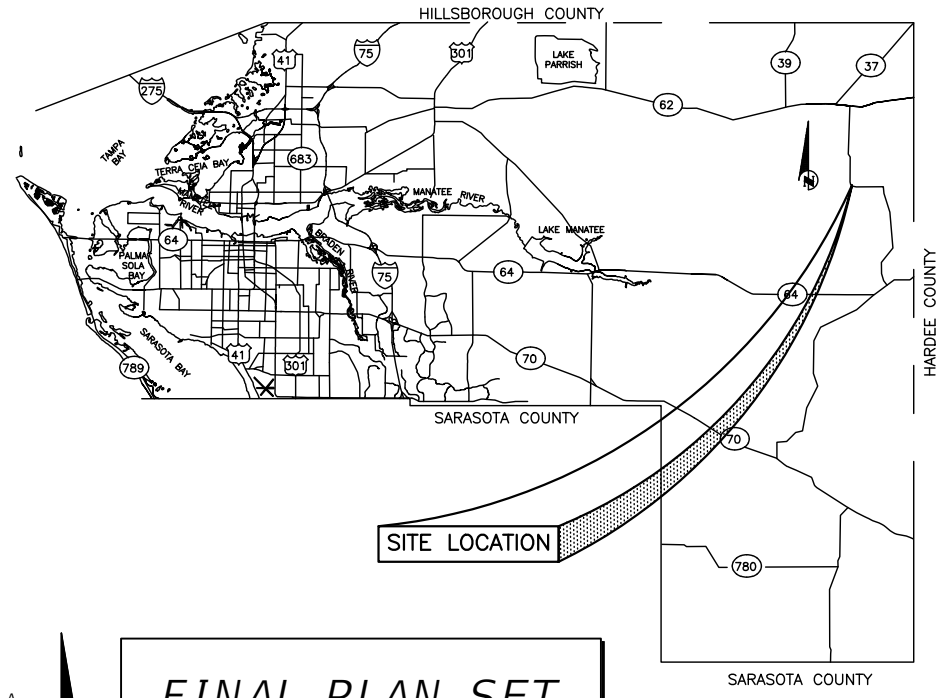 HILLSBOROUGH COUNTY
41
75
301
LAKE
PARRISH
39
37
275
62
TAMPA
BAY
TERRA CEIA BAY
683
N
MANATEE
RIVER
MANATEE RIVER
64
PALMA
SOLA
BAY
BRADEN
RIVER
LAKE MANATEE
75
64
64
HARDEE COUNTY
SARASOTA BAY
789
41
301
70
SARASOTA COUNTY
70
SITE LOCATION
780
SARASOTA COUNTY
FINAL PLAN SET